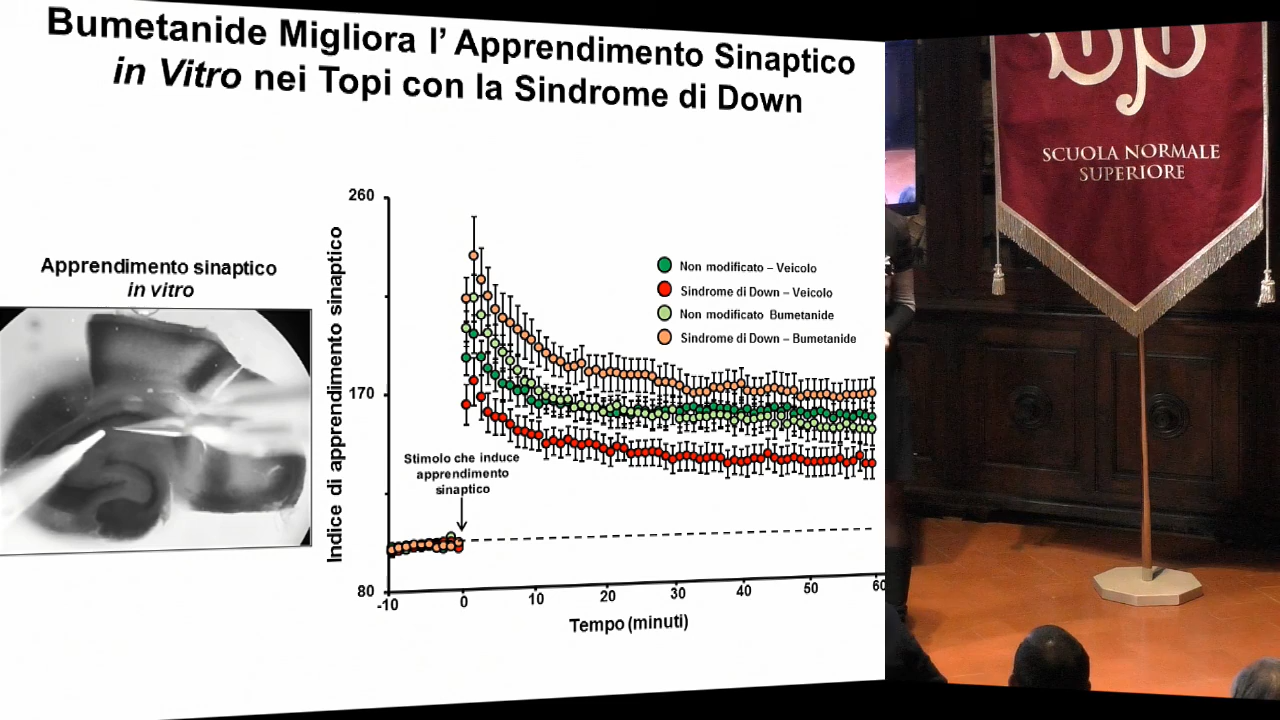 Bumetanide Migliora l’ Apprendimento Sinaptico
in Vitro nei Topi con la Sindrome di Down
Apprendimento sinaptico
in vitro
Indice di apprendimento sinaptico
260
170
80
Non modificato – Veicolo
Sindrome di Down – Veicolo
Non modificato Bumetanide
Sindrome di Down – Bumetanide
Stimolo che induce
apprendimento
sinaptico
-10
0
10
20
30
40
50
60
Tempo (minuti)
SCUOLA NORMALE
SUPERIORE